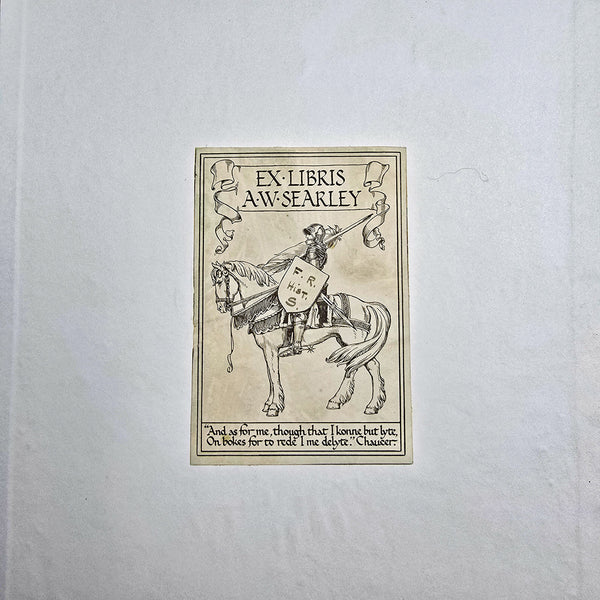 EX·LIBRIS
A·W·SEARLEY
F. R.
HIST.
S.
"And as for me, though that I konne but lyte,
On bokes for to rede I me delyte." Chaucer.